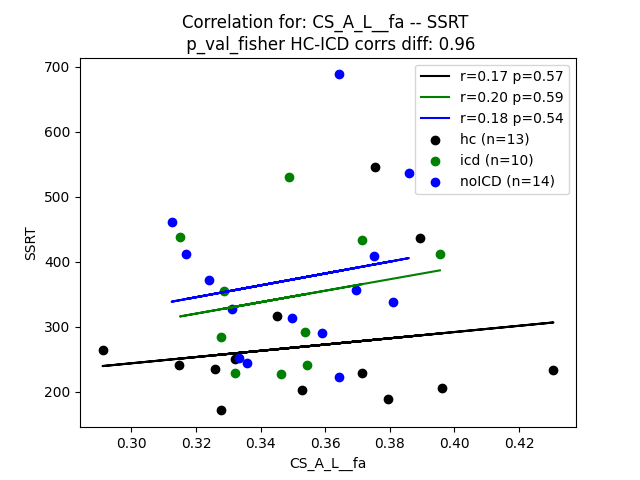 Correlation for: CS_A_L__fa -- SSRT
p_val_fisher HC-ICD corrs diff: 0.96
700
600
500
400
300
200
SSRT
r=0.17 p=0.57
r=0.20 p=0.59
r=0.18 p=0.54
hc (n=13)
icd (n=10)
noICD (n=14)
0.30 0.32 0.34 0.36 0.38 0.40 0.42
CS_A_L__fa